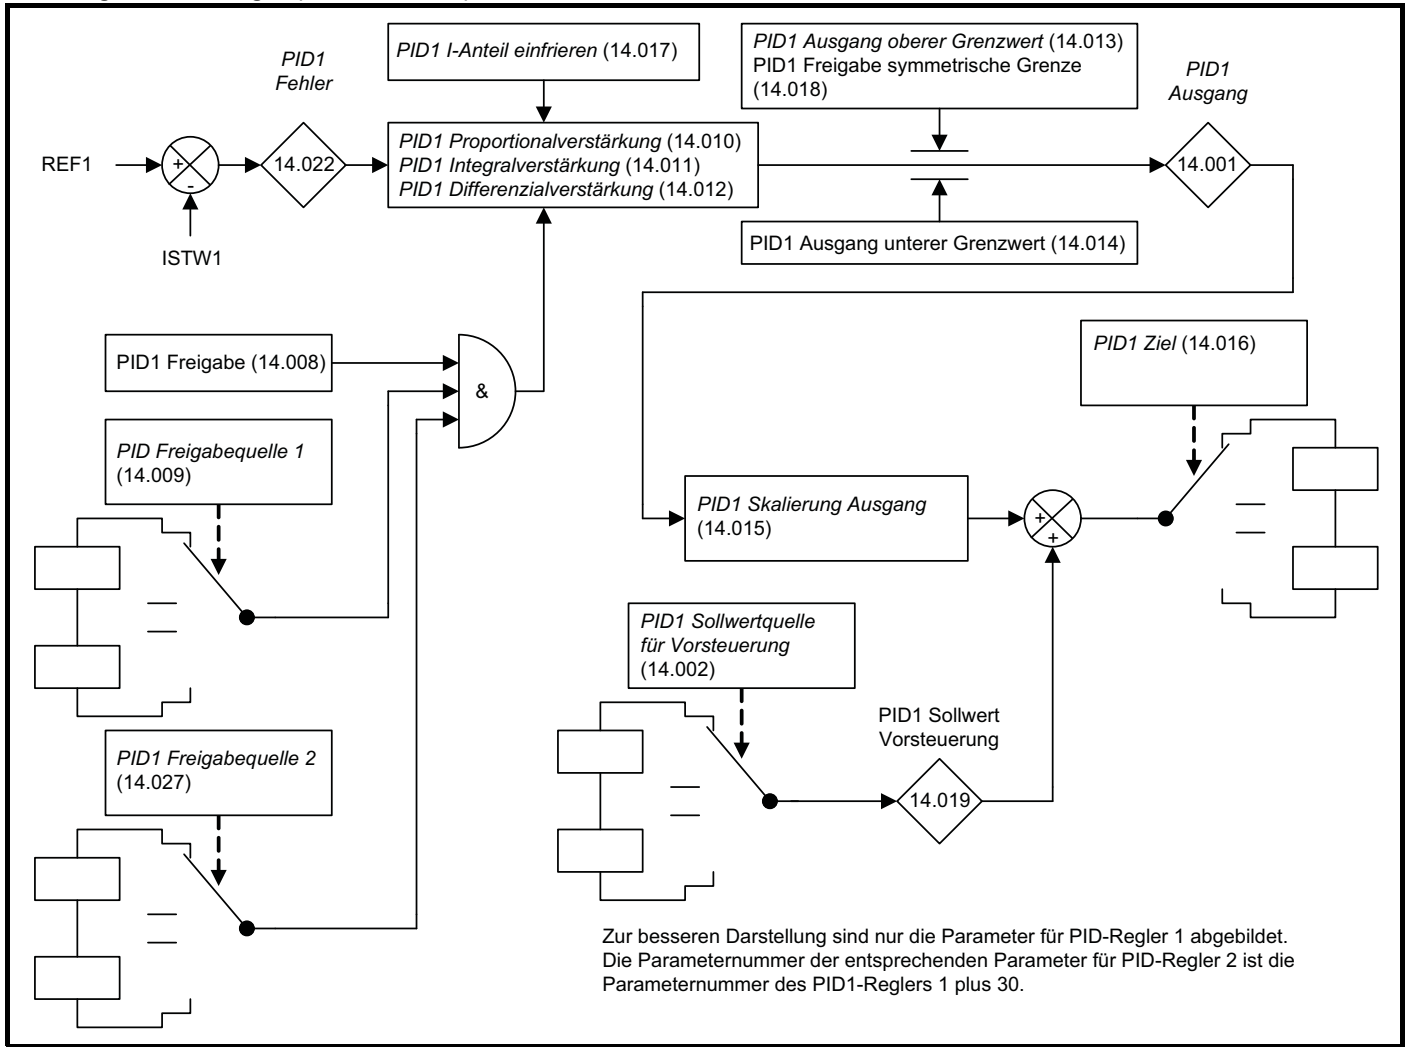 PID1
Fehler
PID1 I-Anteil einfrieren (14.017)
PID1 Ausgang oberer Grenzwert (14.013)
PID1 Freigabe symmetrische Grenze
(14.018)
PID1
Ausgang
REF1
+
-
14.022
PID1 Proportionalverstärkung (14.010)
PID1 Integralverstärkung (14.011)
PID1 Differenzialverstärkung (14.012)
14.001
ISTW1
PID1 Ausgang unterer Grenzwert (14.014)
PID1 Freigabe (14.008)
&
PID1 Ziel (14.016)
PID Freigabequelle 1
(14.009)
PID1 Skalierung Ausgang
(14.015)
+
+
PID1 Sollwertquelle
für Vorsteuerung
(14.002)
PID1 Sollwert
Vorsteuerung
14.019
PID1 Freigabequelle 2
(14.027)
Zur besseren Darstellung sind nur die Parameter für PID-Regler 1 abgebildet.
Die Parameternummer der entsprechenden Parameter für PID-Regler 2 ist die
Parameternummer des PID1-Reglers 1 plus 30.